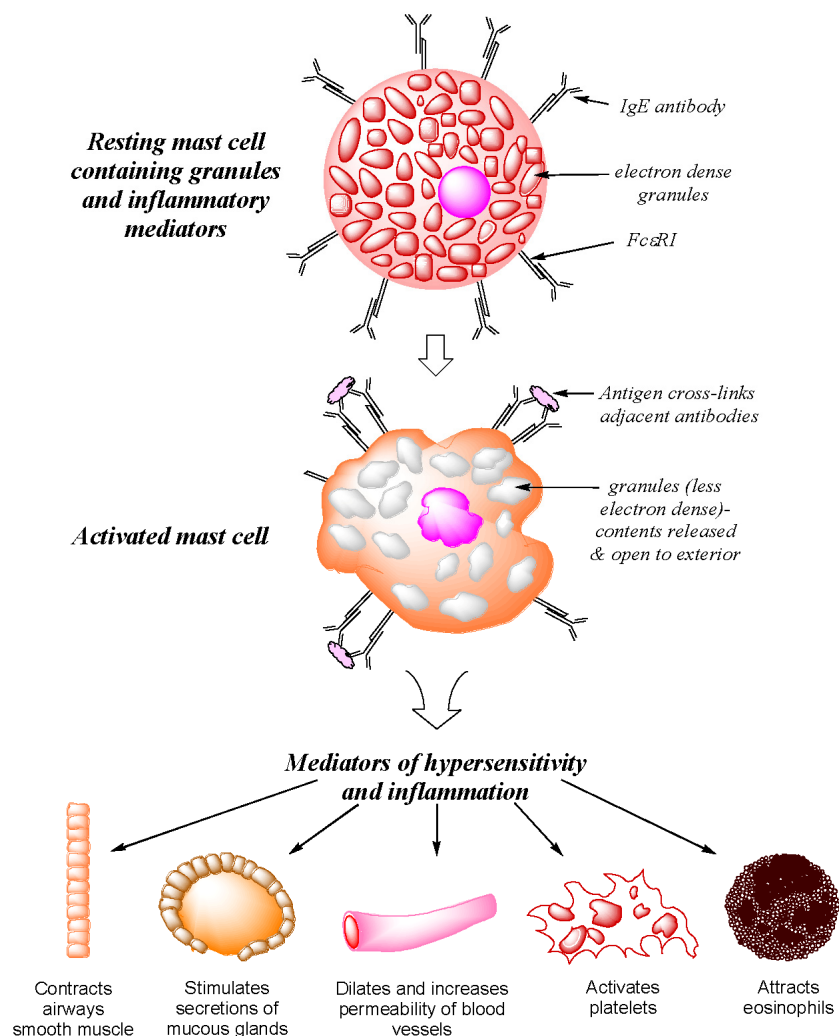 IgE antibody
Resting mast cell
containing granules
and inflammatory
mediators
electron dense
granules
FcεRI
Antigen cross-links
adjacent antibodies
granules (less
electron dense)-
contents released
& open to exterior
Activated mast cell
Mediators of hypersensitivity
and inflammation
Contracts
airways
smooth muscle
Stimulates
secretions of
mucous glands
Dilates and increases
permeability of blood
vessels
Activates
platelets
Attracts
eosinophils